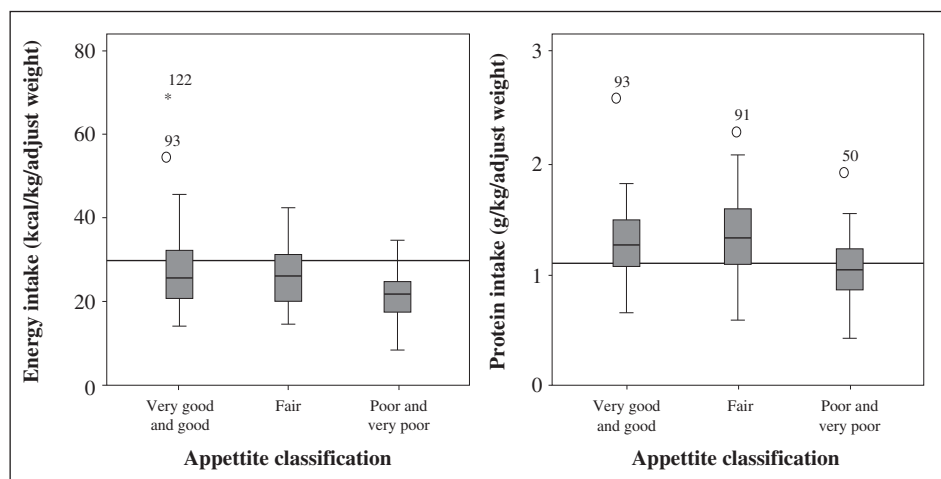 Energy intake (kcal/kg/adjust weight)
80
60
40
20
0
122
*
93
Very good
and good
Fair
Poor and
very poor
Appettite classification
Protein intake (g/kg/adjust weight)
3
2
1
0
93
91
50
Very good
and good
Fair
Poor and
very poor
Appettite classification